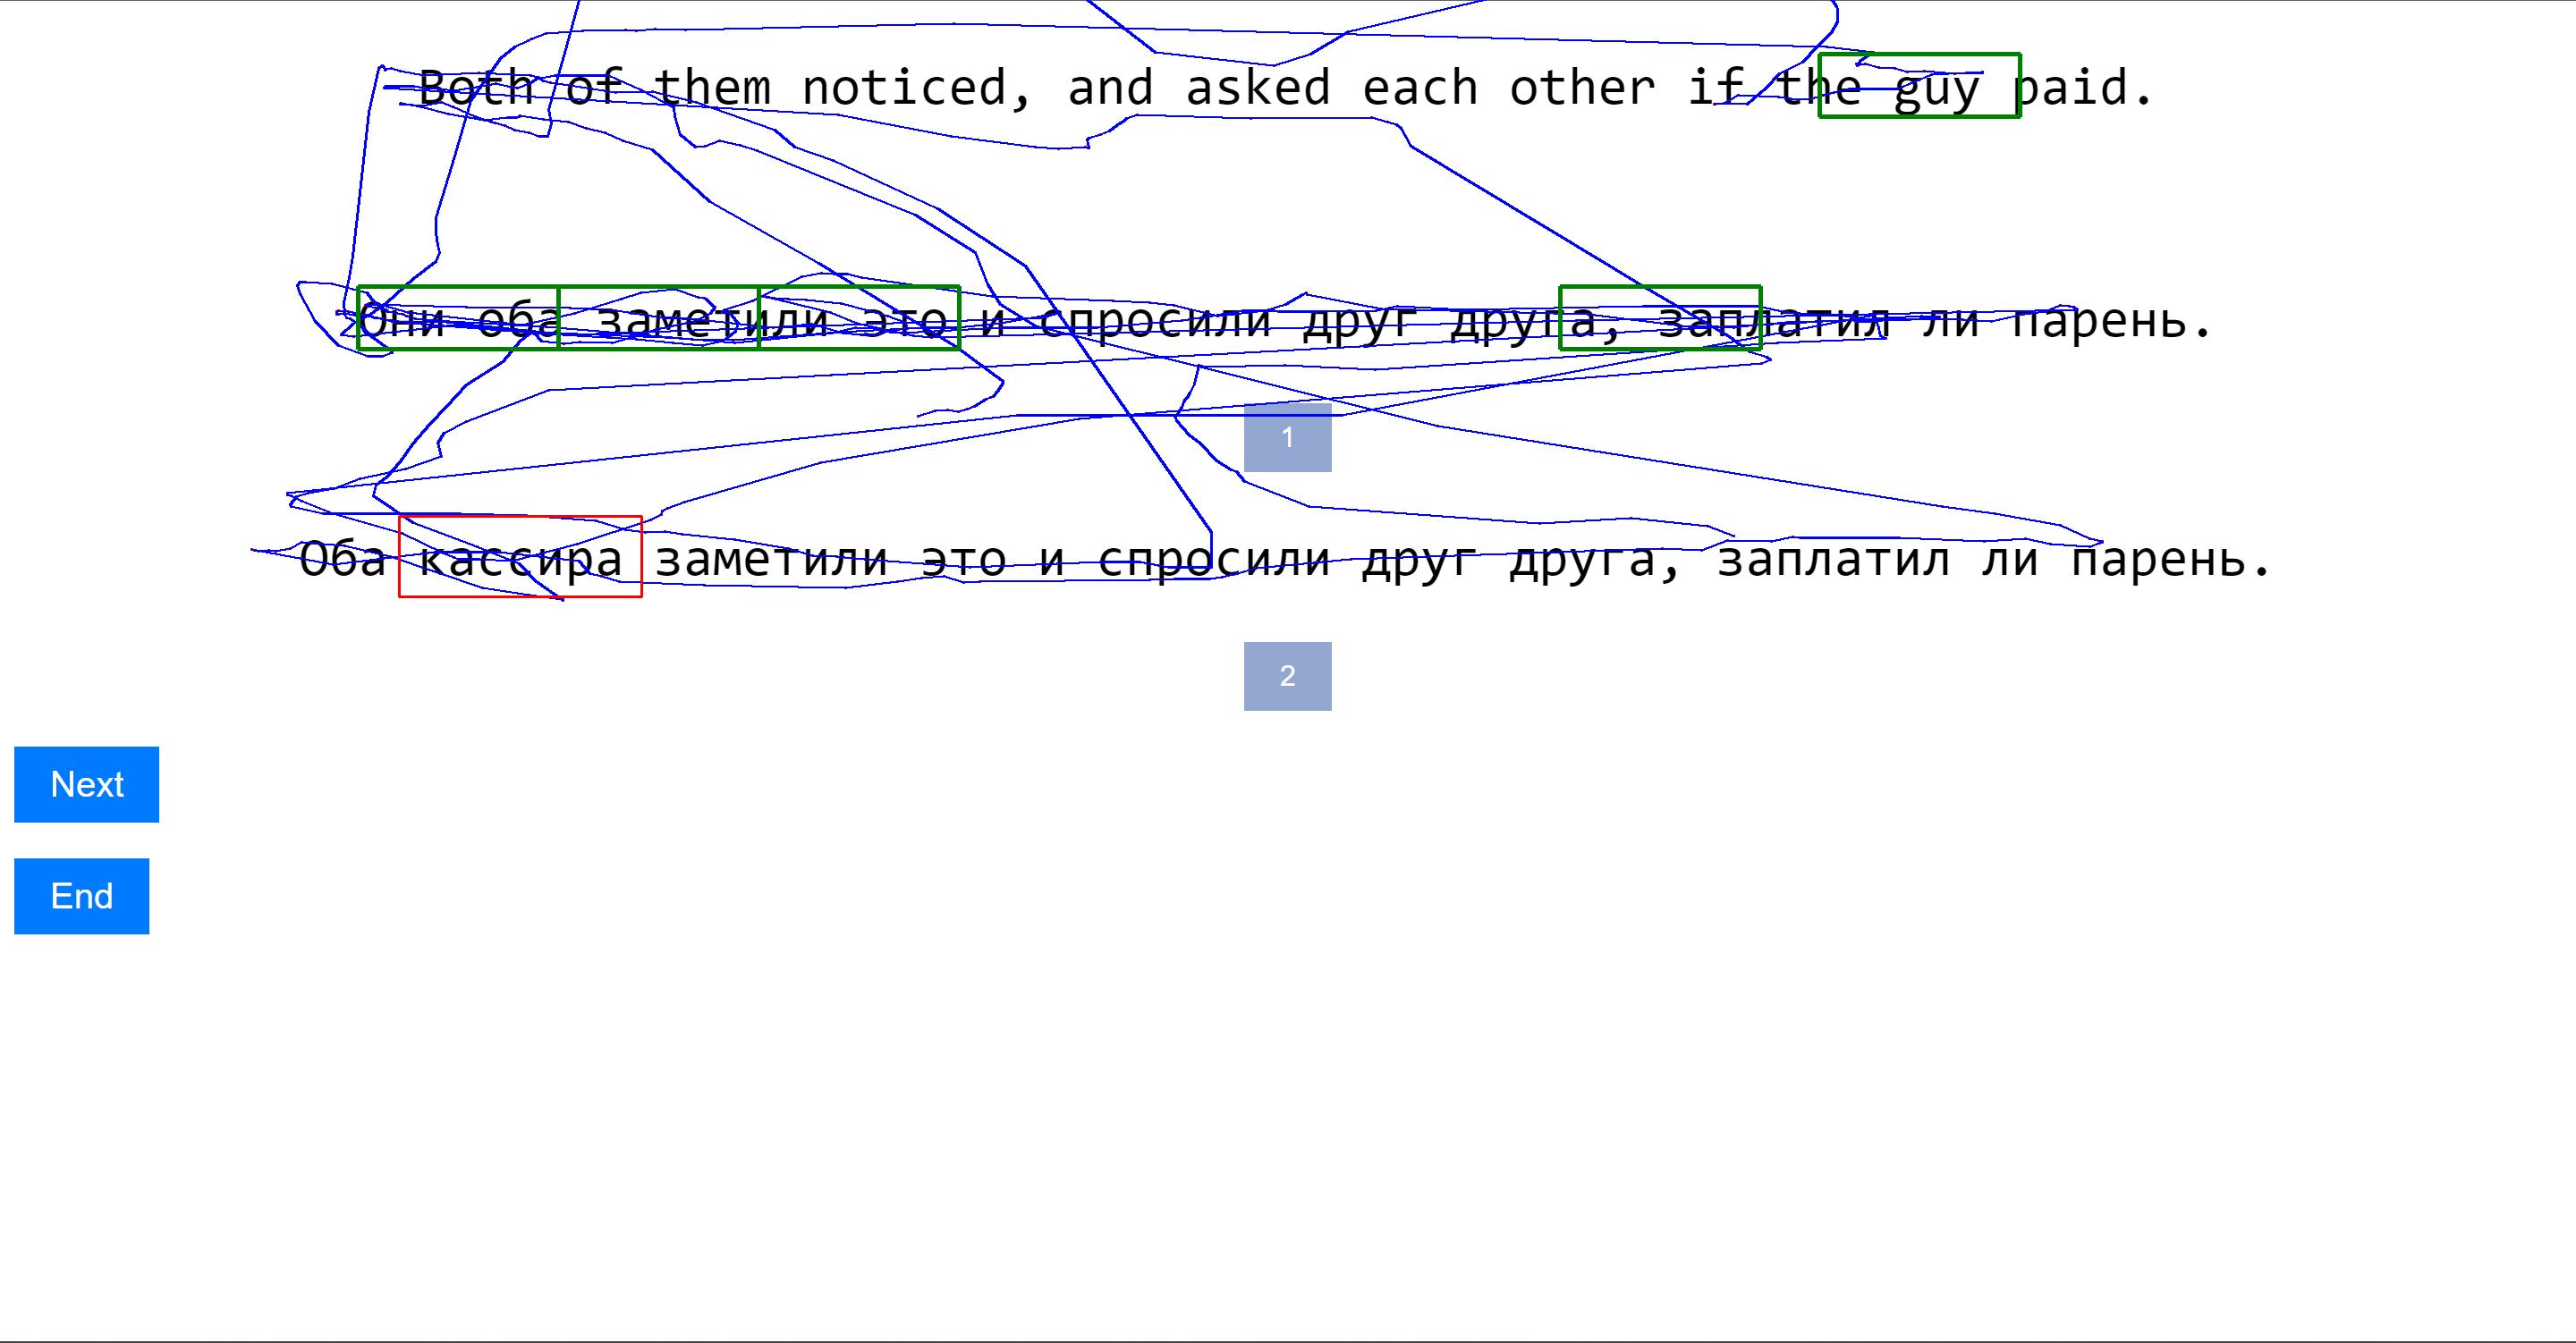 Both of them noticed, and asked each other if the guy paid.
Они оба заметили это и спросили друг друга, заплатил ли парень.
1
Оба кассира заметили это и спросили друг друга, заплатил ли парень.
2
Next
End